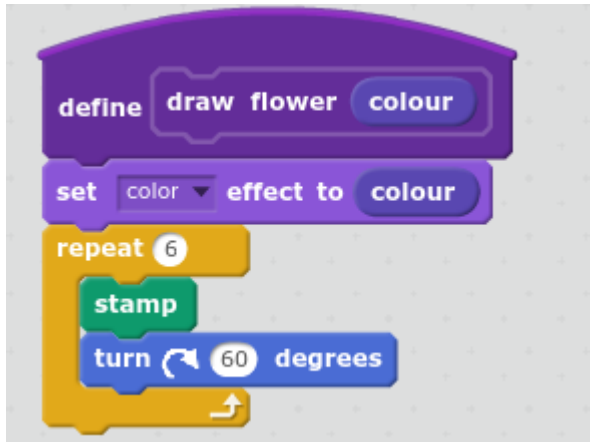 define draw flower colour
set color effect to colour
repeat 6
stamp
turn 60 degrees